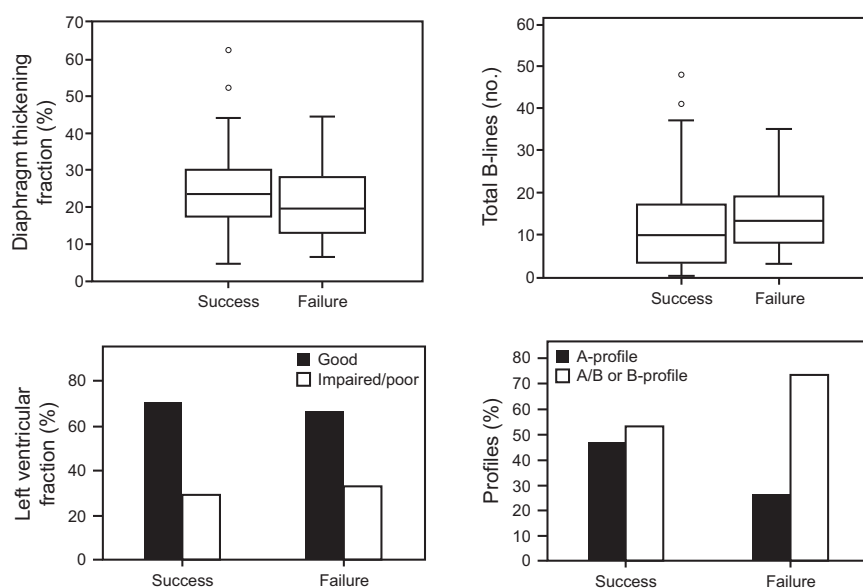 Diaphragm thickening
fraction (%)
70
60
50
40
30
20
10
0
Success Failure
Total B-lines (no.)
60
50
40
30
20
10
0
Success Failure
Left ventricular
fraction (%)
80
60
40
20
0
Good
Impaired/poor
Success Failure
Profiles (%)
80
70
60
50
40
30
20
10
0
A-profile
A/B or B-profile
Success Failure